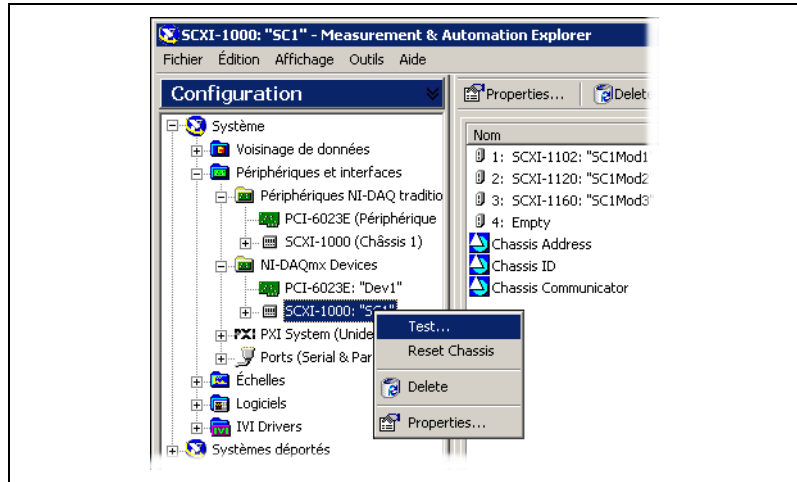 SCXI-1000: "SC1" - Measurement & Automation Explorer
Fichier Édition Affichage Outils Aide
Configuration
Properties... Delete
Système
Voisinage de données
Périphériques et interfaces
Périphériques NI-DAQ traditio
PCI-6023E (Périphérique
SCXI-1000 (Châssis 1)
NI-DAQmx Devices
PCI-6023E: "Dev1"
SCXI-1000: "SC1"
PXI PXI System (Unide
Ports (Serial & Par
Échelles
Logiciels
IVI Drivers
Systèmes déportés
Nom
1: SCXI-1102: "SC1Mod1
2: SCXI-1120: "SC1Mod2
3: SCXI-1160: "SC1Mod3"
4: Empty
Chassis Address
Chassis ID
Chassis Communicator
Test...
Reset Chassis
Delete
Properties...